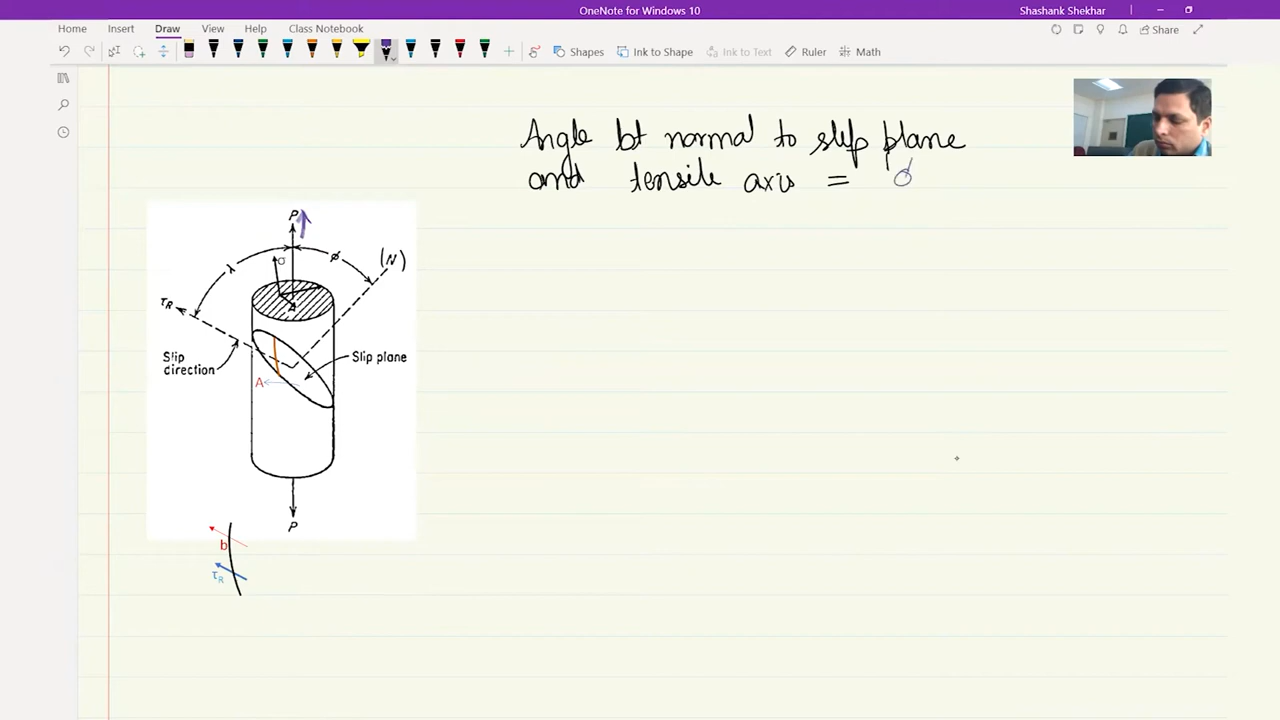 OneNote for Windows 10
Shashank Shekhar
Home Insert Draw View Help Class Notebook
Share
Shapes Ink to Shape Ink to Text Ruler Math
Angle bt normal to slip plane
and tensile axis = ϕ
P
(N)
λ
ϕ
σ
τR
A
Slip
direction
Slip plane
A
P
b
τR